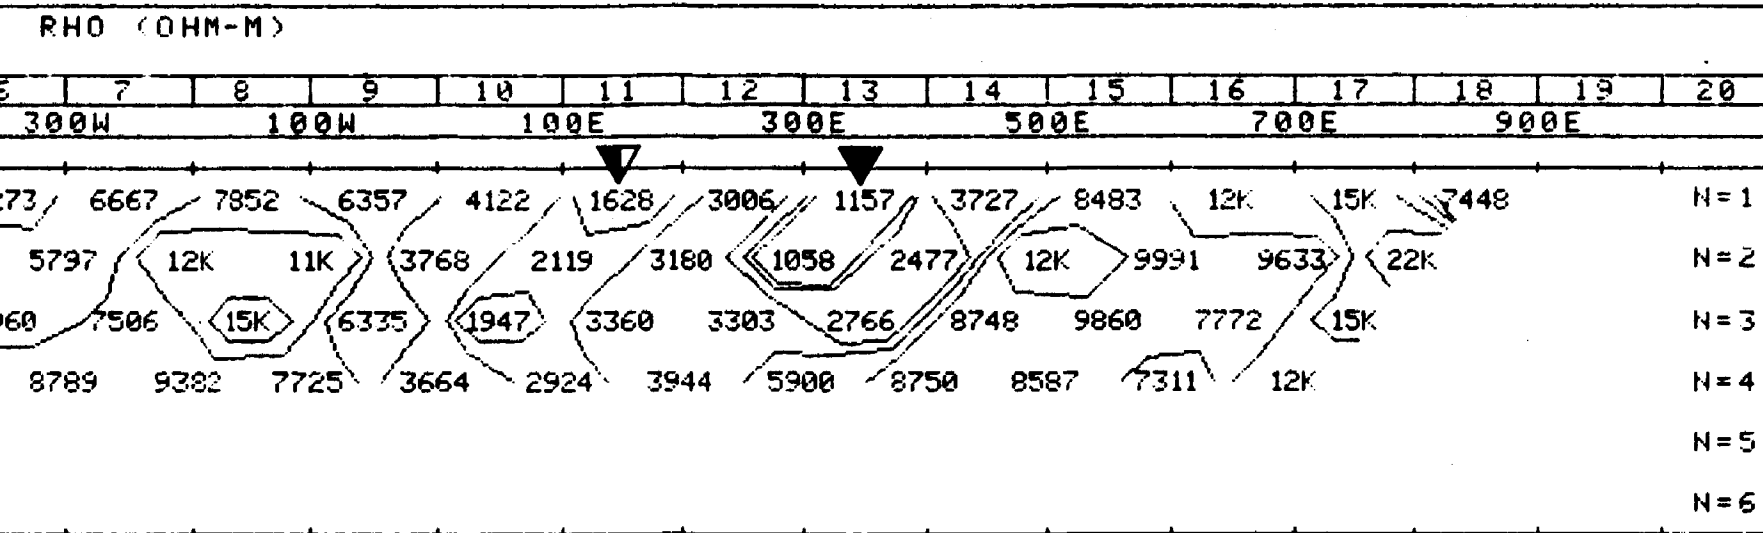 RHO (OHM-M)
7 8 9 10 11 12 13 14 15 16 17 18 19 20
300W 100W 100E 300E 500E 700E 900E
6667 7852 6357 4122 1628 3006 1157 3727 8483 12K 15K 7448 N=1
5797 12K 11K 3768 2119 3180 1058 2477 12K 9991 9633 22K N=2
7506 15K 6335 1947 3360 3303 2766 8748 9860 7772 15K N=3
8789 9382 7725 3664 2924 3944 5900 8750 8587 7311 12K N=4
N=5
N=6